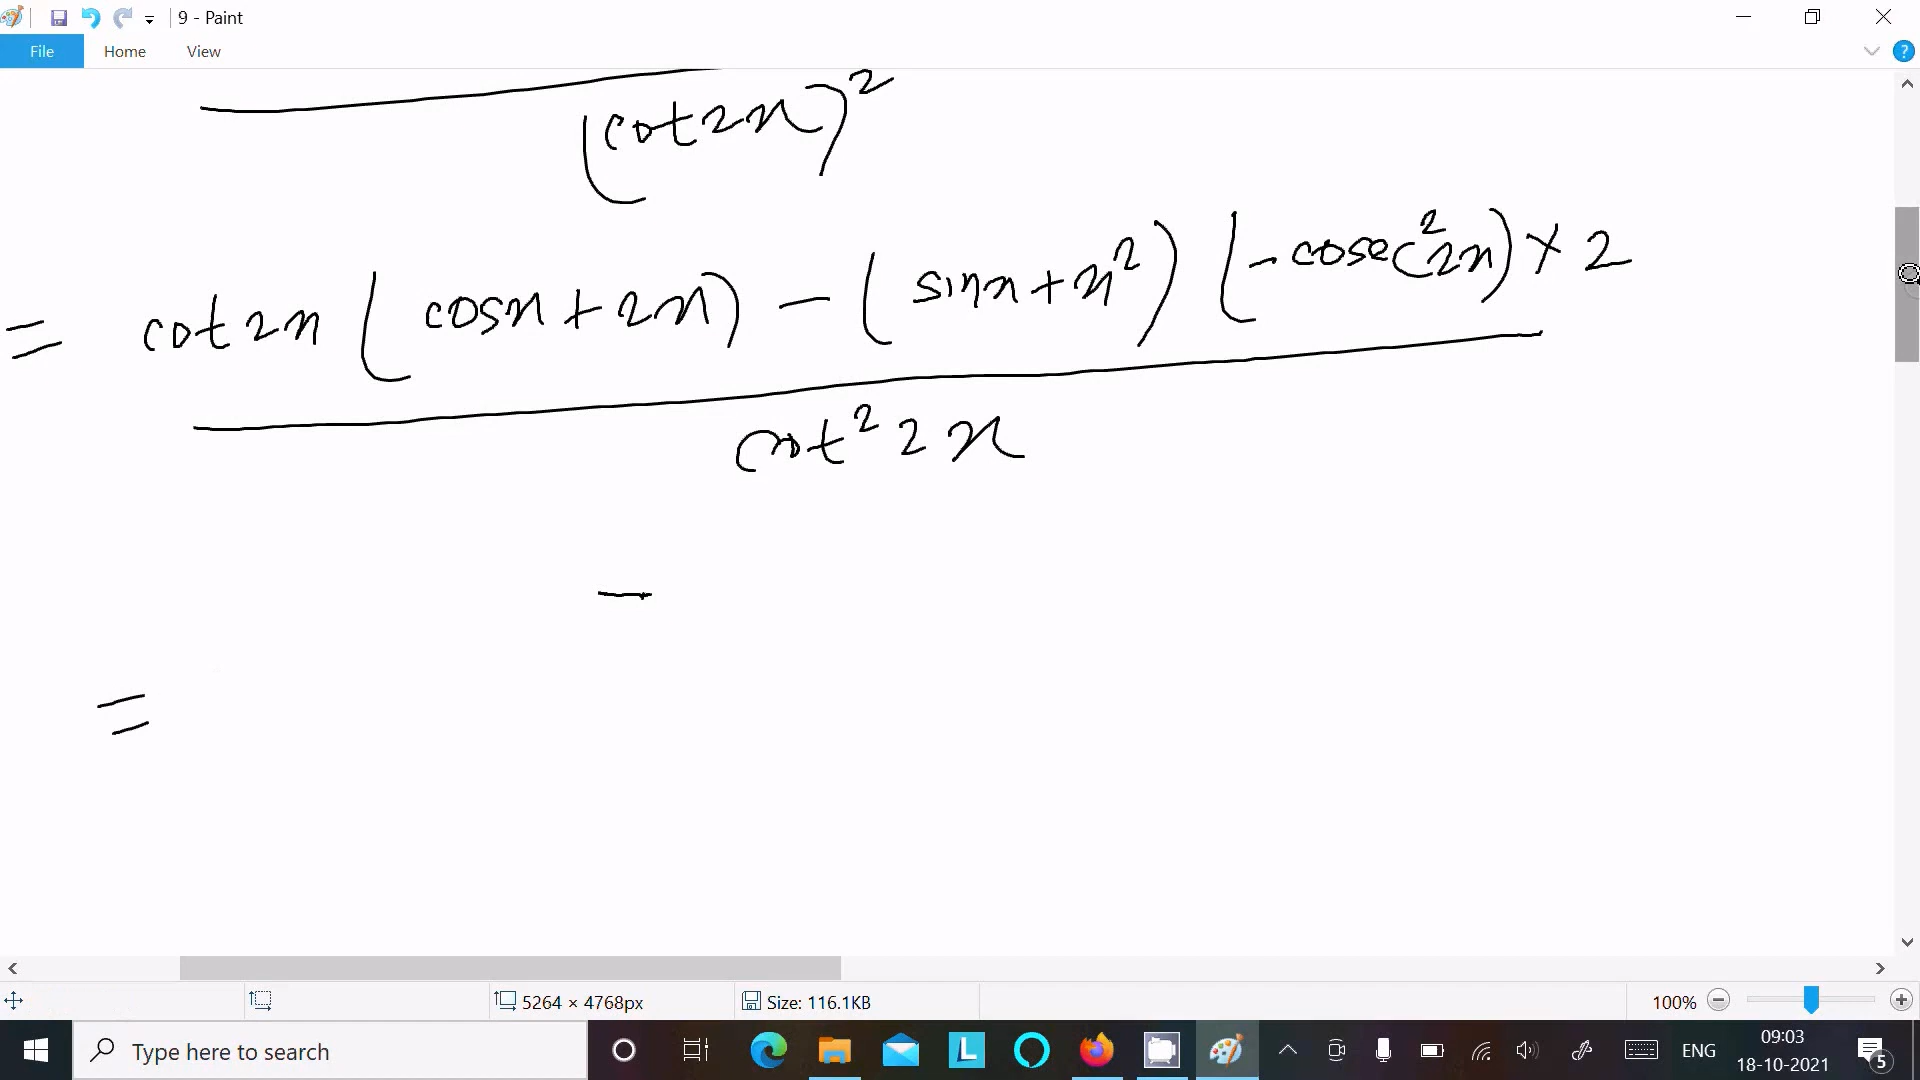 9 - Paint
File Home View
(cot2x)²
= cot2x (cosx+2x) - (sinx+x²) (-cosec²2x) × 2
cot²2x
-
=
5264 × 4768px Size: 116.1KB 100%
Type here to search
L
ENG
09:03
18-10-2021
5